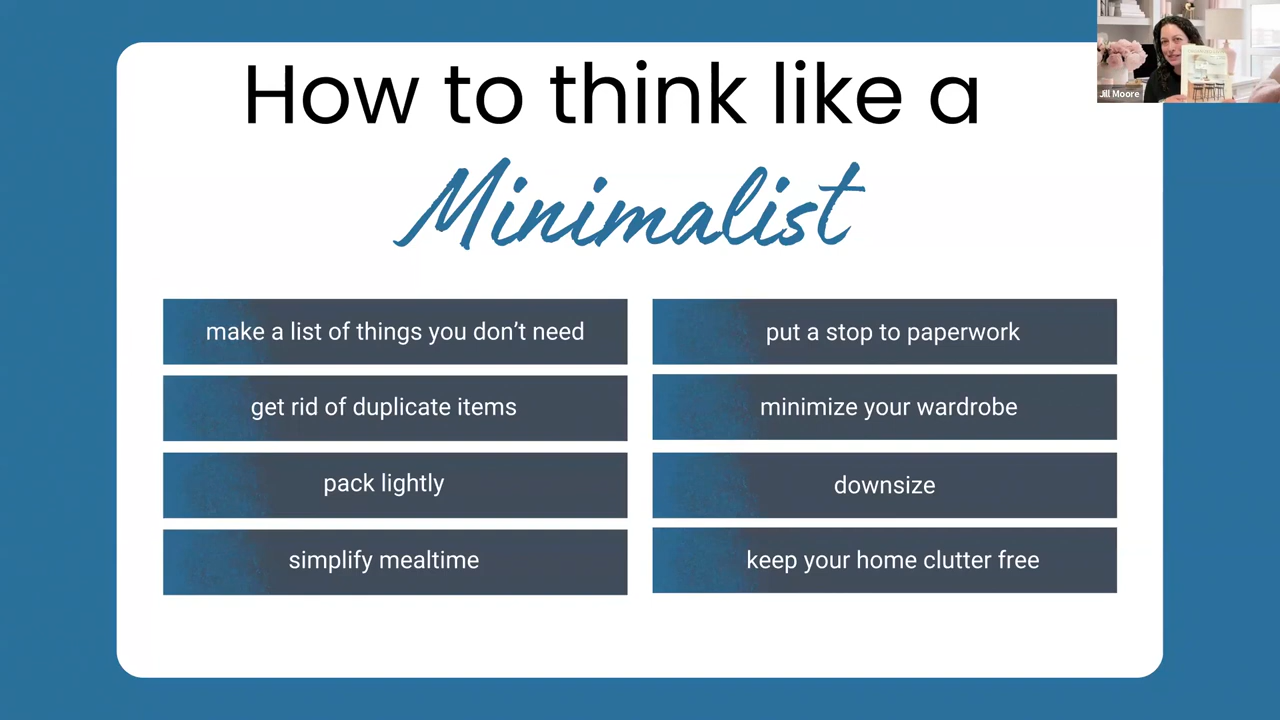 How to think like a
Minimalist
make a list of things you don't need
get rid of duplicate items
pack lightly
simplify mealtime
put a stop to paperwork
minimize your wardrobe
downsize
keep your home clutter free
Jill Moore